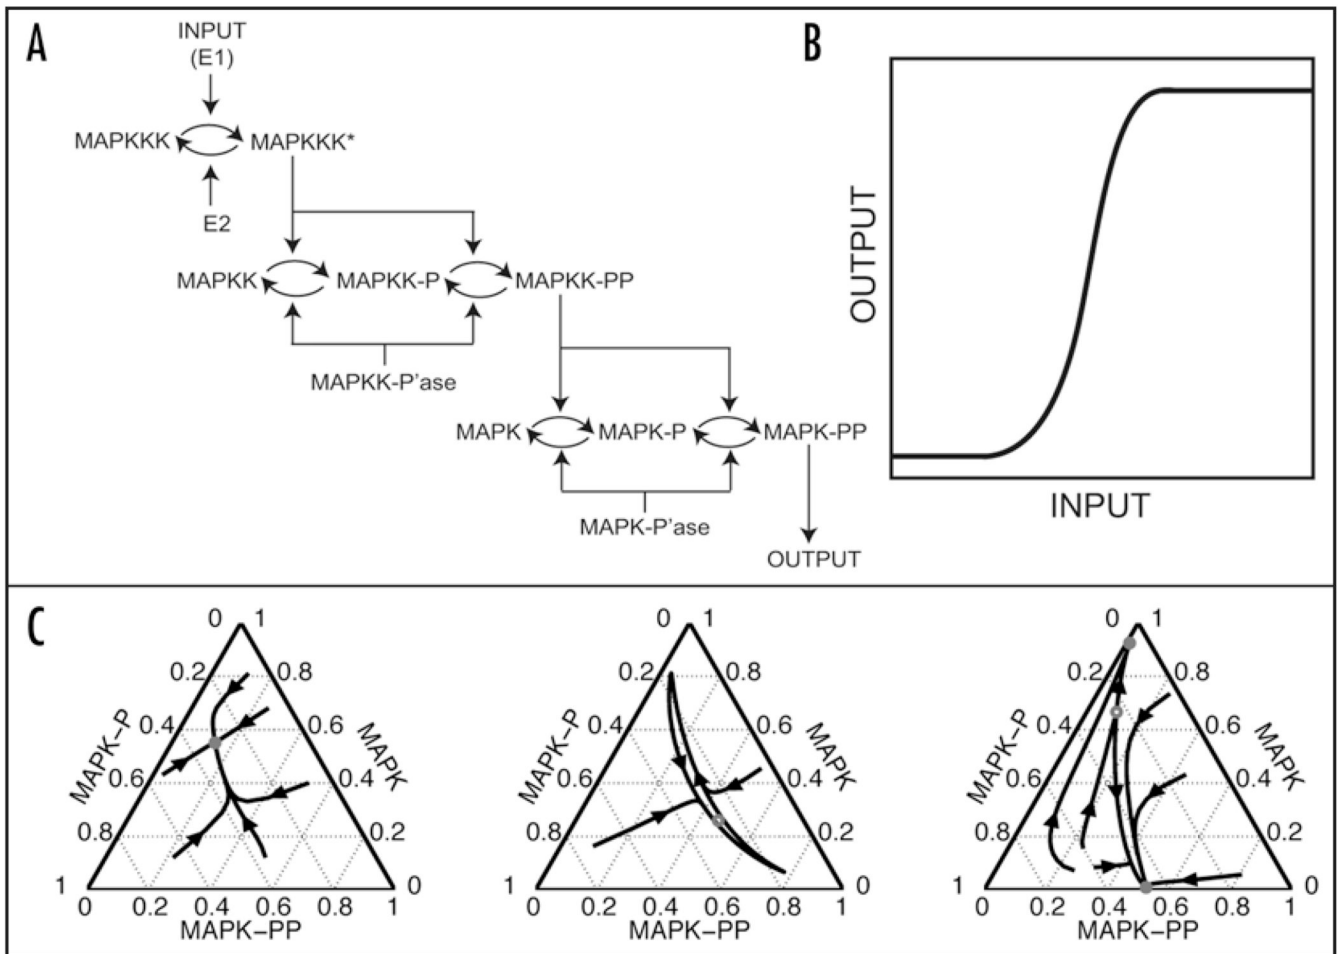 A
INPUT
(E1)
MAPKKK
MAPKKK*
E2
MAPKK
MAPKK-P
MAPKK-PP
MAPKK-P'ase
MAPK
MAPK-P
MAPK-PP
MAPK-P'ase
OUTPUT
B
OUTPUT
INPUT
C
0 1
0.2 0.8
0.4 0.6
0.6 0.4
0.8 0.2
1 0
0 0.2 0.4 0.6 0.8 1
MAPK–P
MAPK
MAPK–PP
0 1
0.2 0.8
0.4 0.6
0.6 0.4
0.8 0.2
1 0
0 0.2 0.4 0.6 0.8 1
MAPK–P
MAPK
MAPK–PP
0 1
0.2 0.8
0.4 0.6
0.6 0.4
0.8 0.2
1 0
0 0.2 0.4 0.6 0.8 1
MAPK–P
MAPK
MAPK–PP